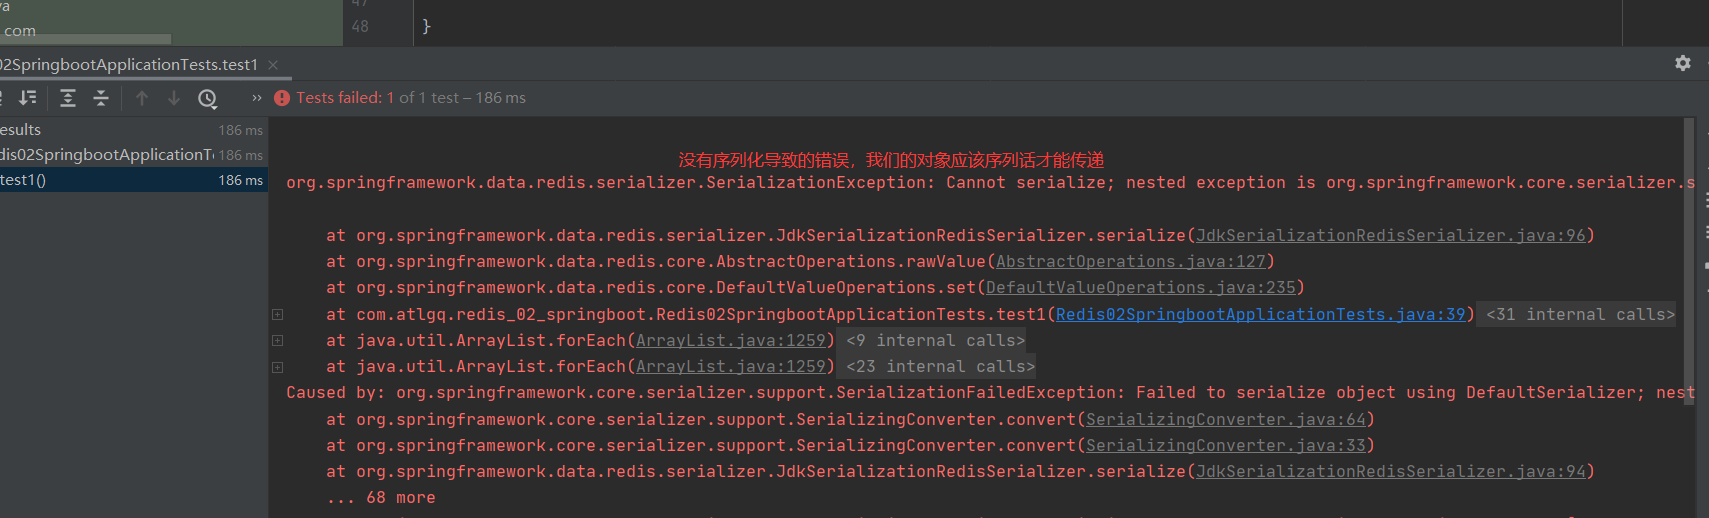 va
47
com
48
}
02SpringbootApplicationTests.test1
Tests failed: 1 of 1 test – 186 ms
esults 186 ms
dis02SpringbootApplicationT 186 ms
test1() 186 ms
没有序列化导致的错误，我们的对象应该序列话才能传递
org.springframework.data.redis.serializer.SerializationException: Cannot serialize; nested exception is org.springframework.core.serializer.s
at org.springframework.data.redis.serializer.JdkSerializationRedisSerializer.serialize(JdkSerializationRedisSerializer.java:96)
at org.springframework.data.redis.core.AbstractOperations.rawValue(AbstractOperations.java:127)
at org.springframework.data.redis.core.DefaultValueOperations.set(DefaultValueOperations.java:235)
at com.atlgq.redis_02_springboot.Redis02SpringbootApplicationTests.test1(Redis02SpringbootApplicationTests.java:39) <31 internal calls>
at java.util.ArrayList.forEach(ArrayList.java:1259) <9 internal calls>
at java.util.ArrayList.forEach(ArrayList.java:1259) <23 internal calls>
Caused by: org.springframework.core.serializer.support.SerializationFailedException: Failed to serialize object using DefaultSerializer; nest
at org.springframework.core.serializer.support.SerializingConverter.convert(SerializingConverter.java:64)
at org.springframework.core.serializer.support.SerializingConverter.convert(SerializingConverter.java:33)
at org.springframework.data.redis.serializer.JdkSerializationRedisSerializer.serialize(JdkSerializationRedisSerializer.java:94)
... 68 more